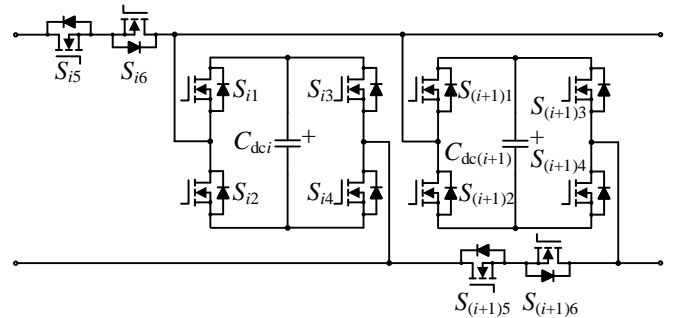 S_{i5} S_{i6}
S_{i1} S_{i3} S_{(i+1)1} S_{(i+1)3}
C_{dci} + C_{dc(i+1)} + S_{(i+1)4}
S_{i2} S_{i4} S_{(i+1)2}
S_{(i+1)5} S_{(i+1)6}